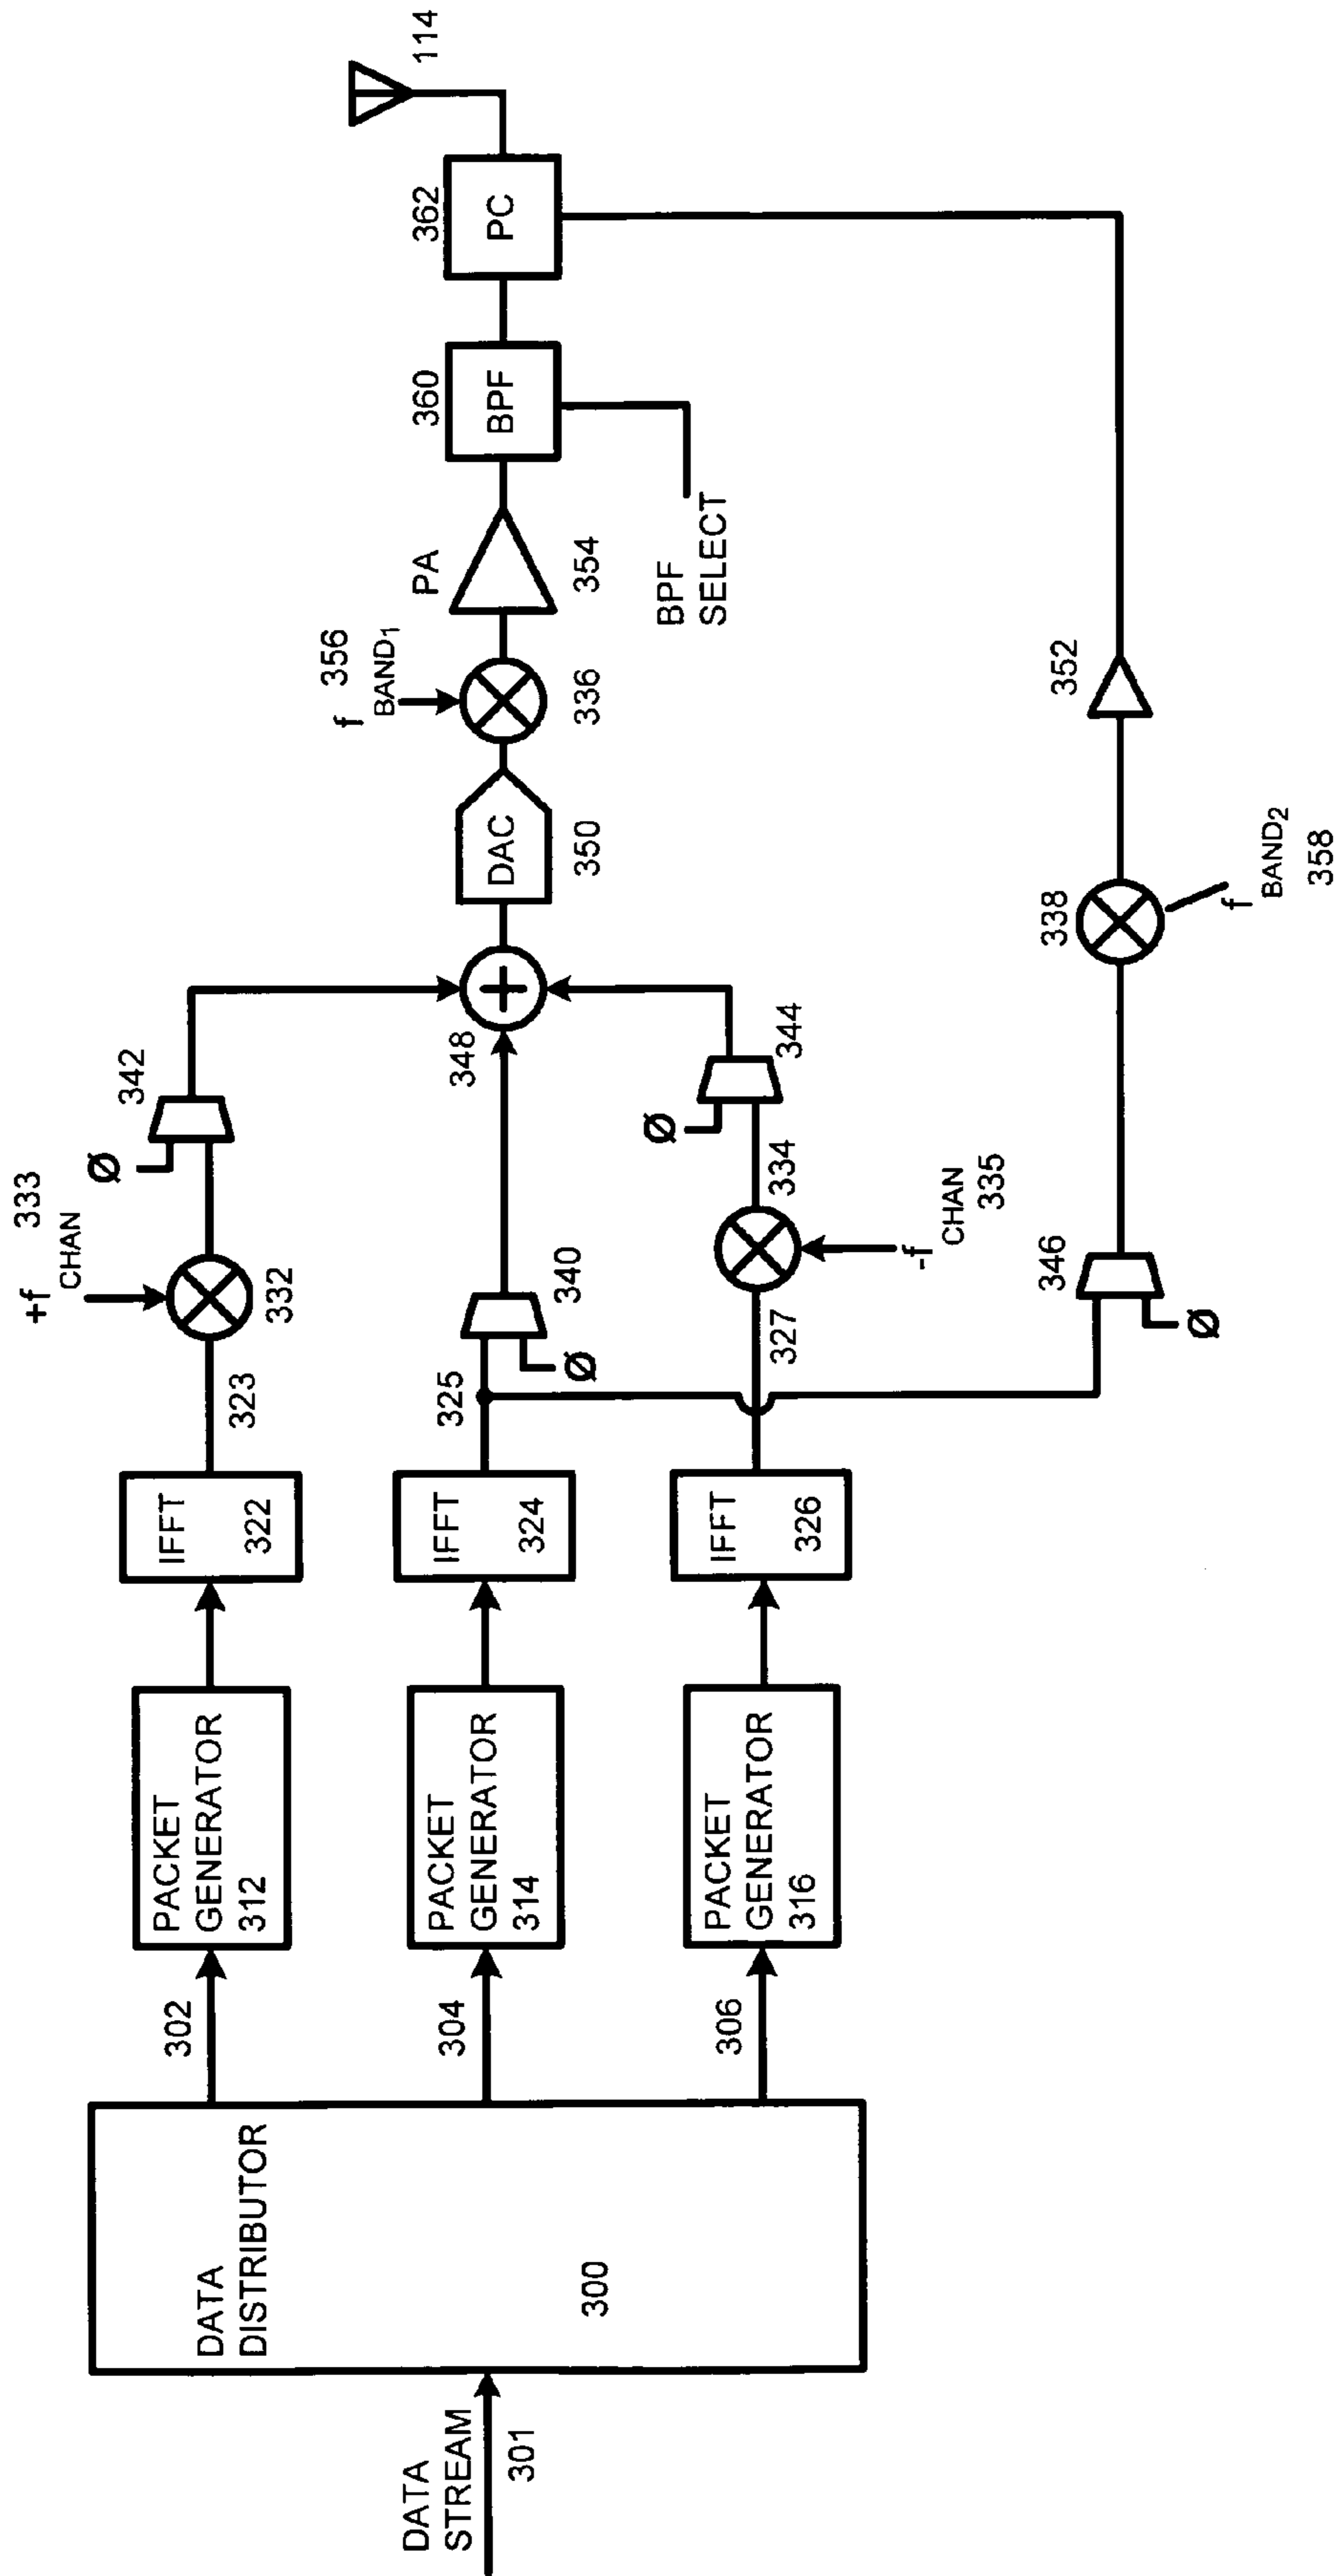 DATA
STREAM
301
DATA
DISTRIBUTOR
300
302
304
306
PACKET
GENERATOR
312
PACKET
GENERATOR
314
PACKET
GENERATOR
316
IFFT
322
IFFT
324
IFFT
326
323
325
327
+f CHAN
333
332
Ø
342
340
Ø
334
-f CHAN
335
Ø
344
346
Ø
348
DAC
350
f BAND1
356
336
338
f BAND2
358
PA
354
352
360
BPF
BPF
SELECT
362
PC
114